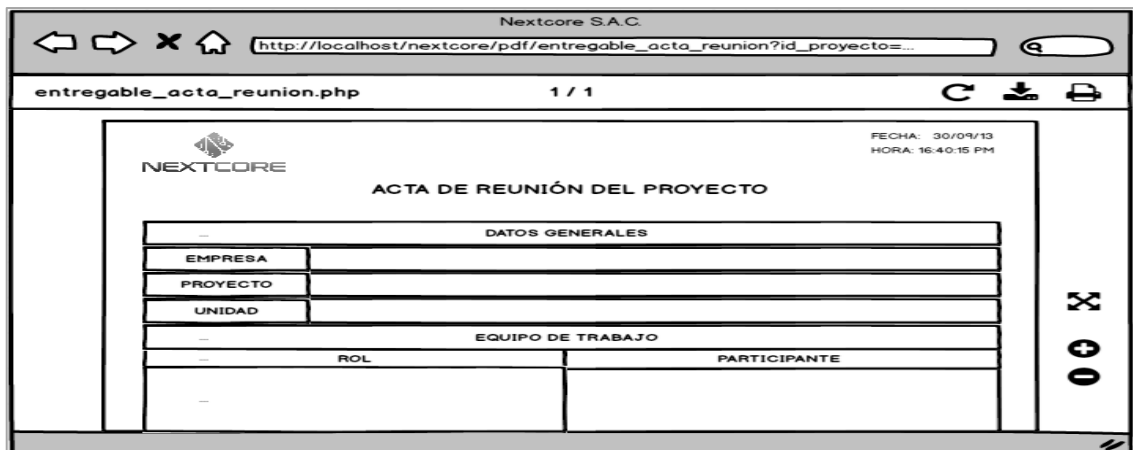 Nextcore S.A.C.
http://localhost/nextcore/pdf/entregable_acta_reunion?id_proyecto=...
entregable_acta_reunion.php 1 / 1
FECHA: 30/09/13
HORA: 16:40:15 PM
NEXTCORE
ACTA DE REUNIÓN DEL PROYECTO
DATOS GENERALES
EMPRESA
PROYECTO
UNIDAD
EQUIPO DE TRABAJO
ROL PARTICIPANTE